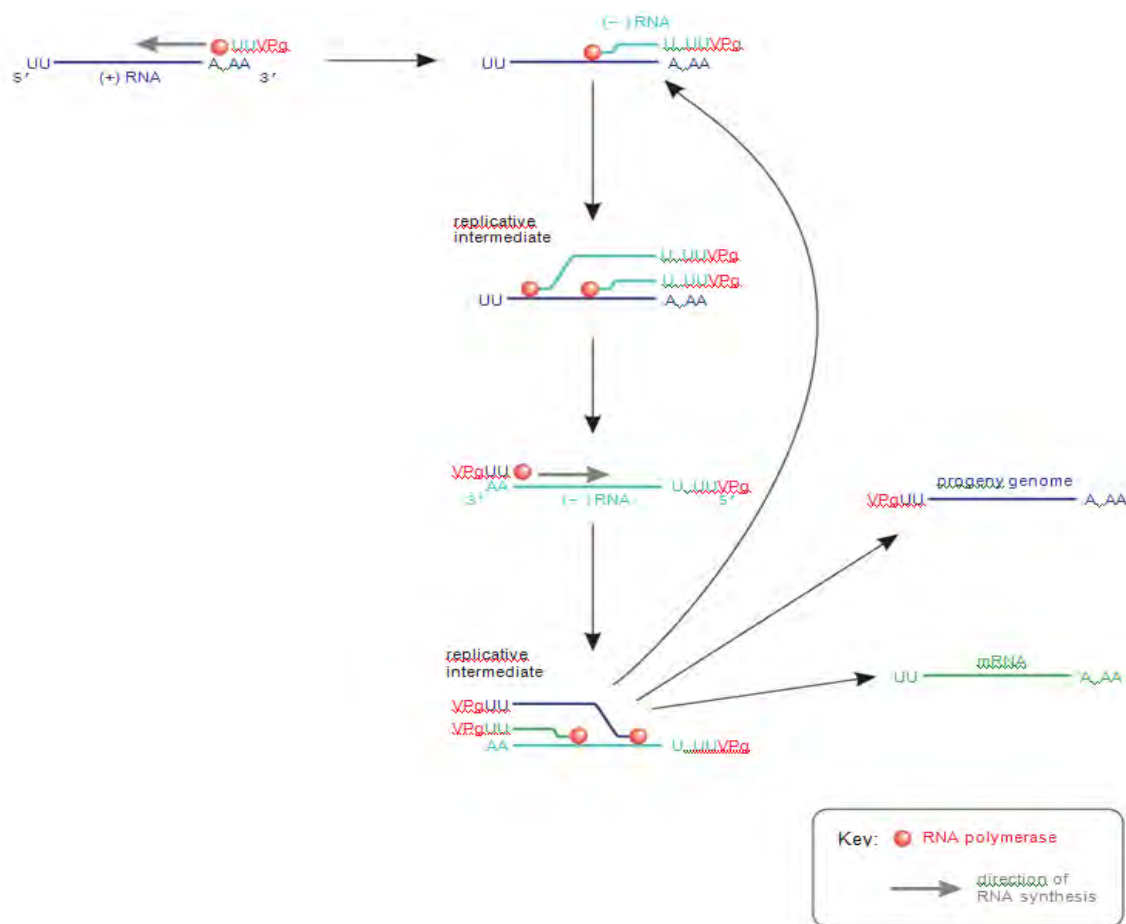 UUVPg
UU A,,AA
5' (+) RNA 3'
(−) RNA
U,,UUVPg
UU A,,AA
replicative
intermediate
U,,UUVPg
U,,UUVPg
UU A,,AA
VPgUU
AA U,,UUVPg
3' (−) RNA 5'
progeny genome
VPgUU A,,AA
replicative
intermediate
mRNA
UU A,,AA
VPgUU
VPgUU
AA U,,UUVPg
Key: RNA polymerase
direction of
RNA synthesis